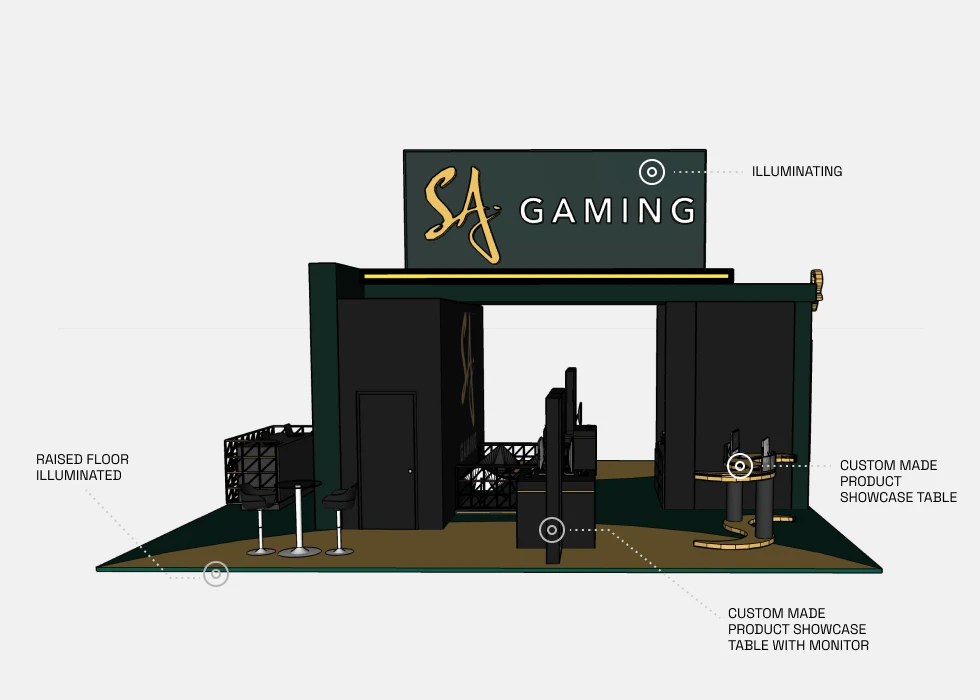 SA GAMING
ILLUMINATING
RAISED FLOOR
ILLUMINATED
CUSTOM MADE
PRODUCT
SHOWCASE TABLE
CUSTOM MADE
PRODUCT SHOWCASE
TABLE WITH MONITOR